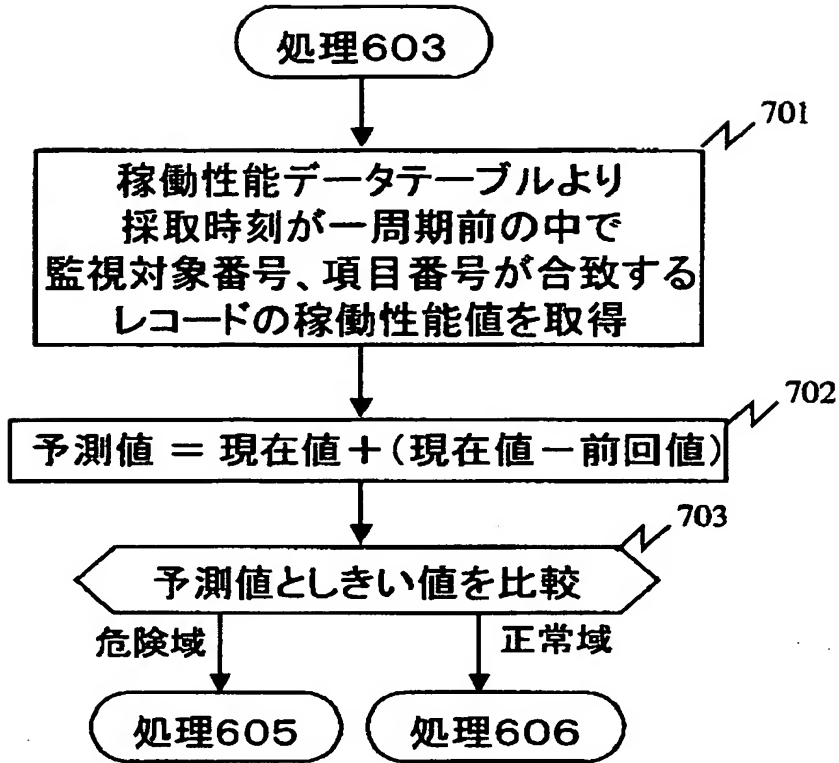 処理603
701
稼働性能データテーブルより
採取時刻が一周期前の中で
監視対象番号、項目番号が合致する
レコードの稼働性能値を取得
702
予測値 = 現在値+(現在値-前回値)
703
予測値としきい値を比較
危険域
正常域
処理605
処理606